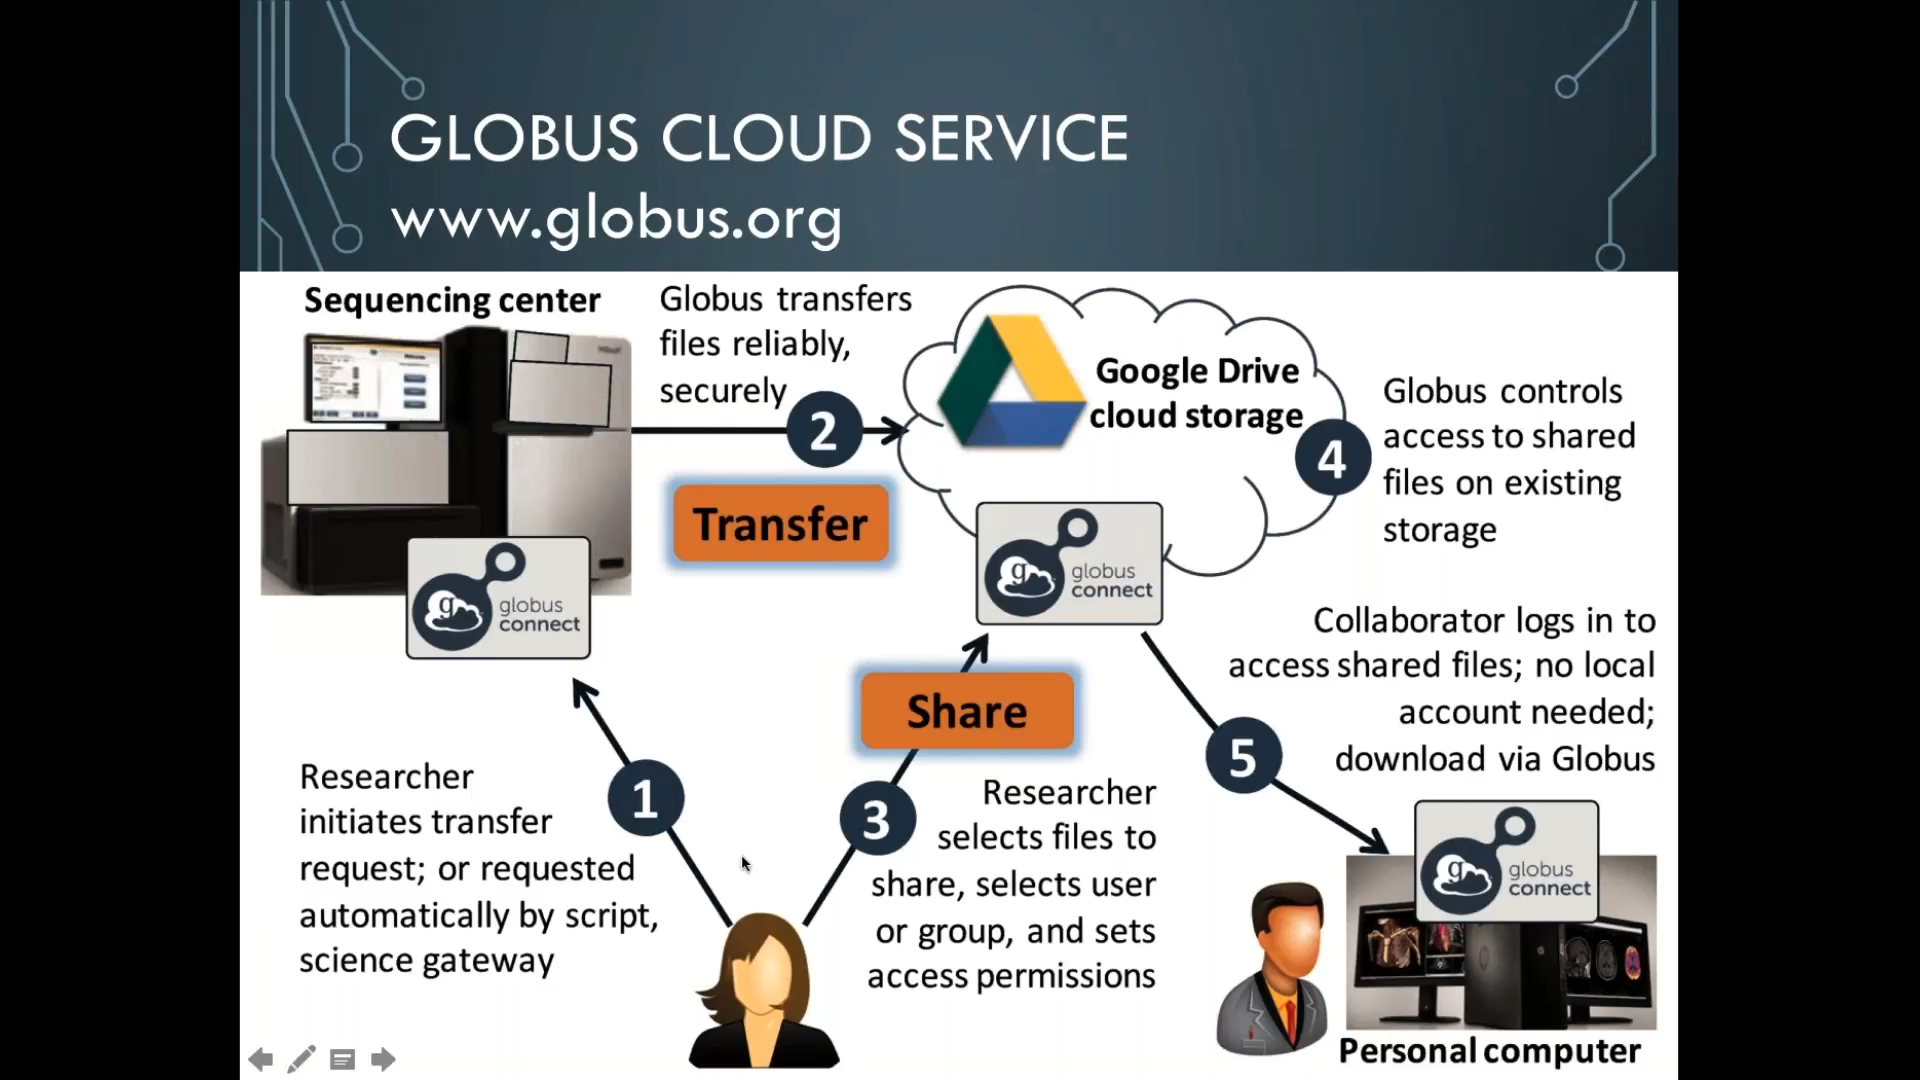 GLOBUS CLOUD SERVICE
www.globus.org
Sequencing center
Globus transfers
files reliably,
securely
2
Transfer
Google Drive
cloud storage
4
Globus controls
access to shared
files on existing
storage
g globus
connect
g globus
connect
Share
Collaborator logs in to
access shared files; no local
account needed;
download via Globus
5
1
Researcher
initiates transfer
request; or requested
automatically by script,
science gateway
3
Researcher
selects files to
share, selects user
or group, and sets
access permissions
g globus
connect
Personal computer